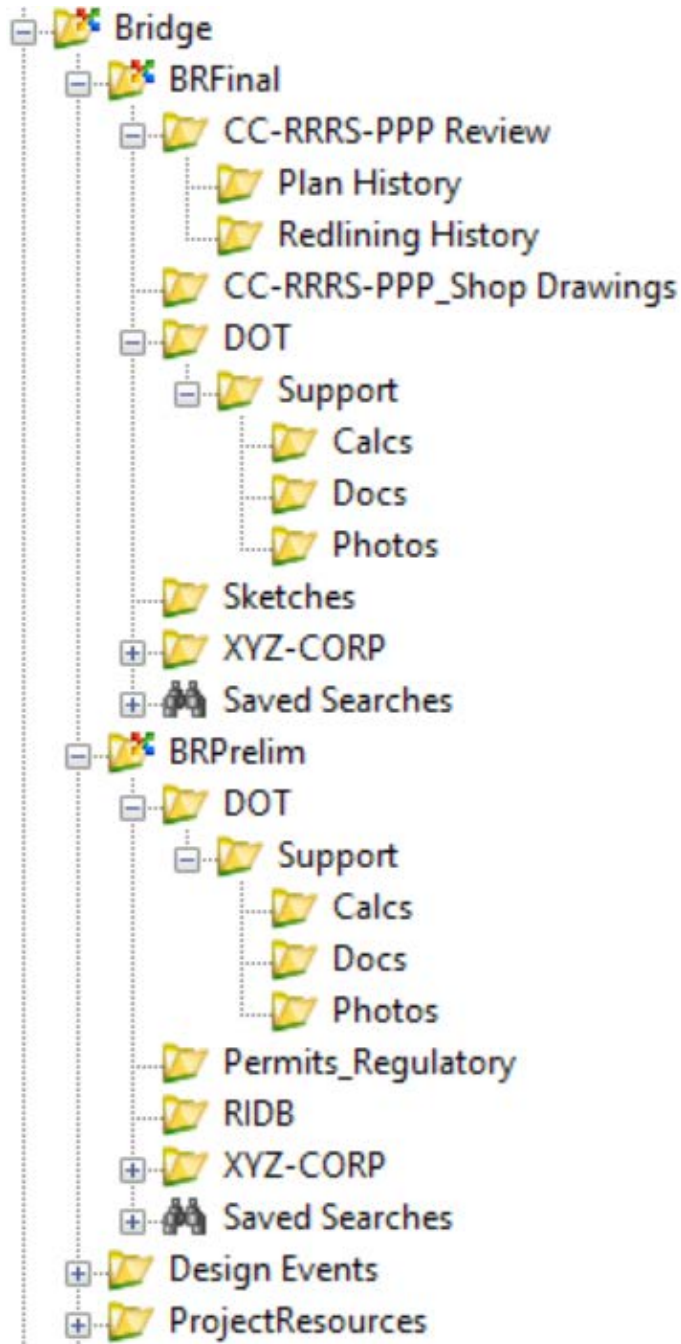 Bridge
BRFinal
CC-RRRS-PPP Review
Plan History
Redlining History
CC-RRRS-PPP_Shop Drawings
DOT
Support
Calcs
Docs
Photos
Sketches
XYZ-CORP
Saved Searches
BRPrelim
DOT
Support
Calcs
Docs
Photos
Permits_Regulatory
RIDB
XYZ-CORP
Saved Searches
Design Events
ProjectResources